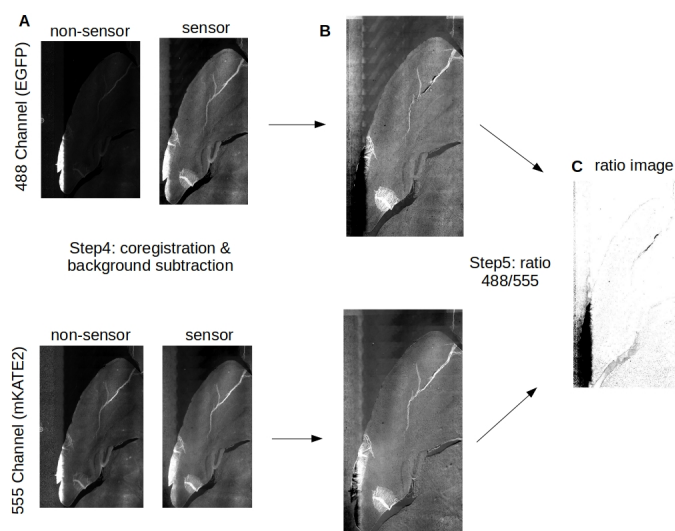 A
non-sensor
sensor
488 Channel (EGFP)
B
C ratio image
Step4: coregistration &
background subtraction
Step5: ratio
488/555
non-sensor
sensor
555 Channel (mKATE2)